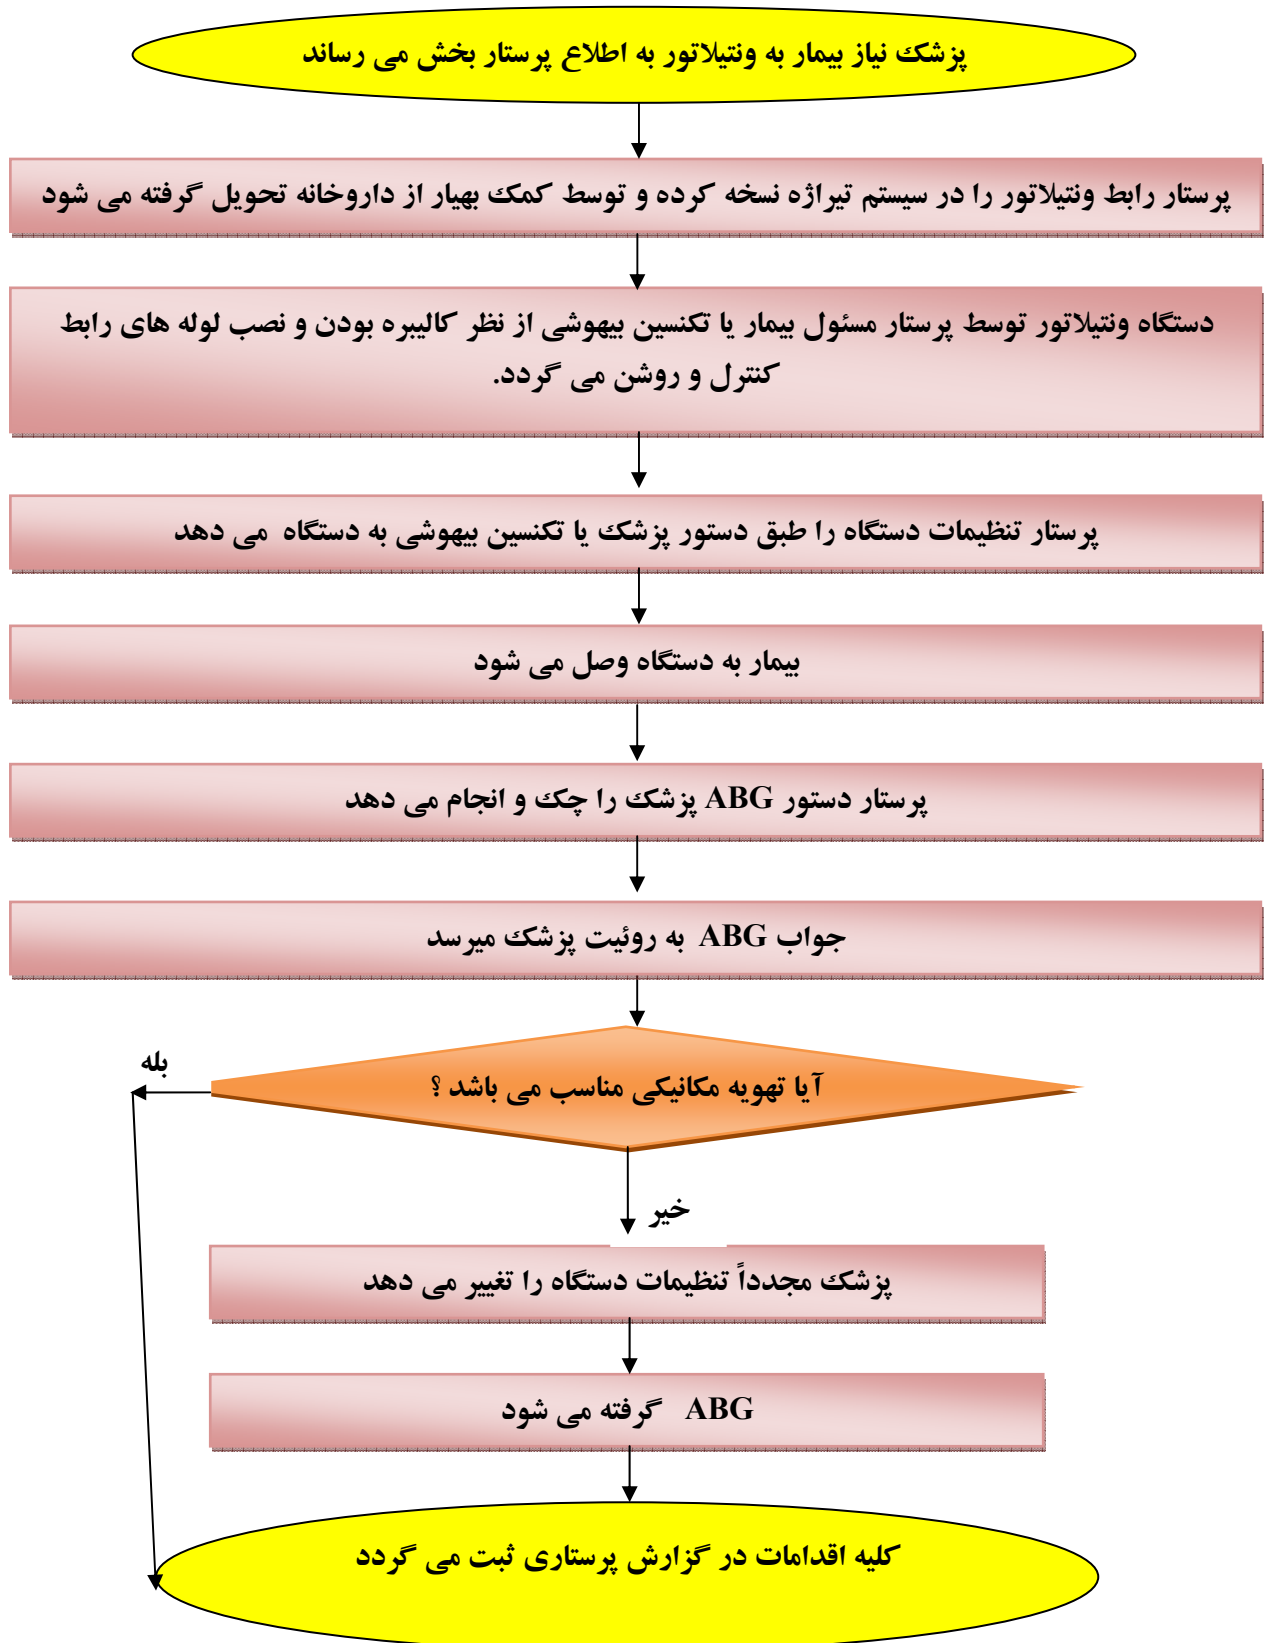 پزشک نیاز بیمار به ونتیلاتور به اطلاع پرستار بخش می رساند
پرستار رابط ونتیلاتور را در سیستم تیراژه نسخه کرده و توسط کمک بهیار از داروخانه تحویل گرفته می شود
دستگاه ونتیلاتور توسط پرستار مسئول بیمار یا تکنسین بیهوشی از نظر کالیبره بودن و نصب لوله های رابط
کنترل و روشن می گردد.
پرستار تنظیمات دستگاه را طبق دستور پزشک یا تکنسین بیهوشی به دستگاه می دهد
بیمار به دستگاه وصل می شود
پرستار دستور ABG پزشک را چک و انجام می دهد
جواب ABG به روئیت پزشک میرسد
آیا تهویه مکانیکی مناسب می باشد ؟
بله
خیر
پزشک مجدداً تنظیمات دستگاه را تغییر می دهد
ABG گرفته می شود
کلیه اقدامات در گزارش پرستاری ثبت می گردد